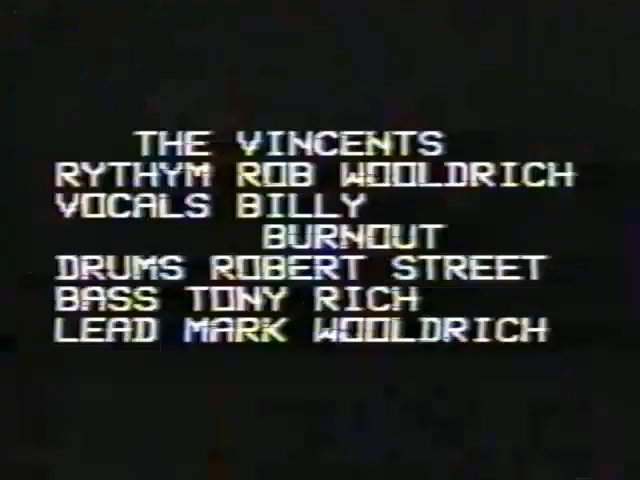 THE VINCENTS
RYTHYM ROB WOOLDRICH
VOCALS BILLY
BURNOUT
DRUMS ROBERT STREET
BASS TONY RICH
LEAD MARK WOOLDRICH